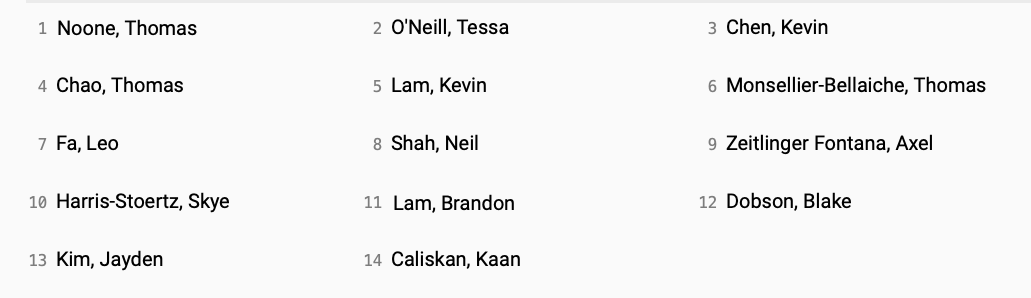 1 Noone, Thomas 2 O'Neill, Tessa 3 Chen, Kevin
4 Chao, Thomas 5 Lam, Kevin 6 Monsellier-Bellaiche, Thomas
7 Fa, Leo 8 Shah, Neil 9 Zeitlinger Fontana, Axel
10 Harris-Stoertz, Skye 11 Lam, Brandon 12 Dobson, Blake
13 Kim, Jayden 14 Caliskan, Kaan